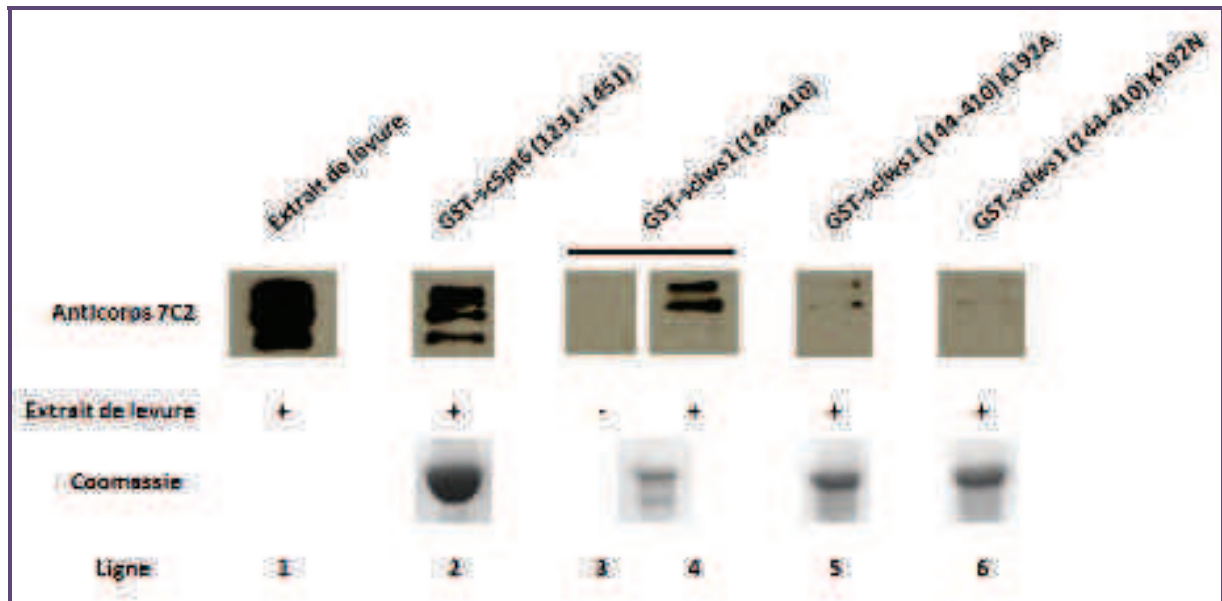 Extrait de levure
GST-scSpt6 (1231-1451)
GST-scIws1 (144-410)
GST-scIws1 (144-410) K192A
GST-scIws1 (144-410) K192N
Anticorps 7C2
Extrait de levure + + - + + +
Coomassie
Ligne 1 2 3 4 5 6